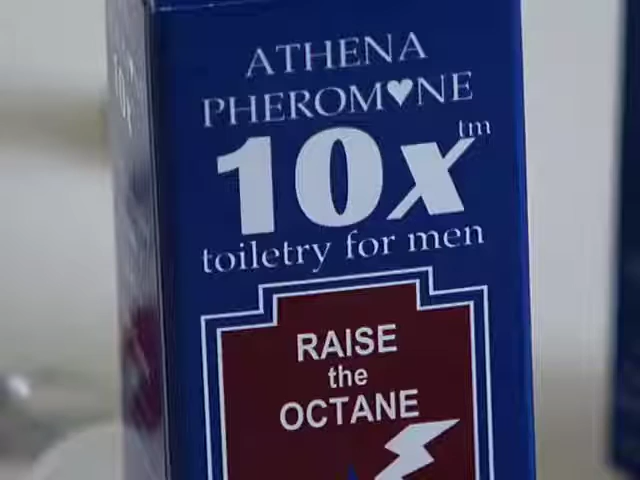 ATHENA
PHEROM♥NE
10x tm
toiletry for men
RAISE
the
OCTANE